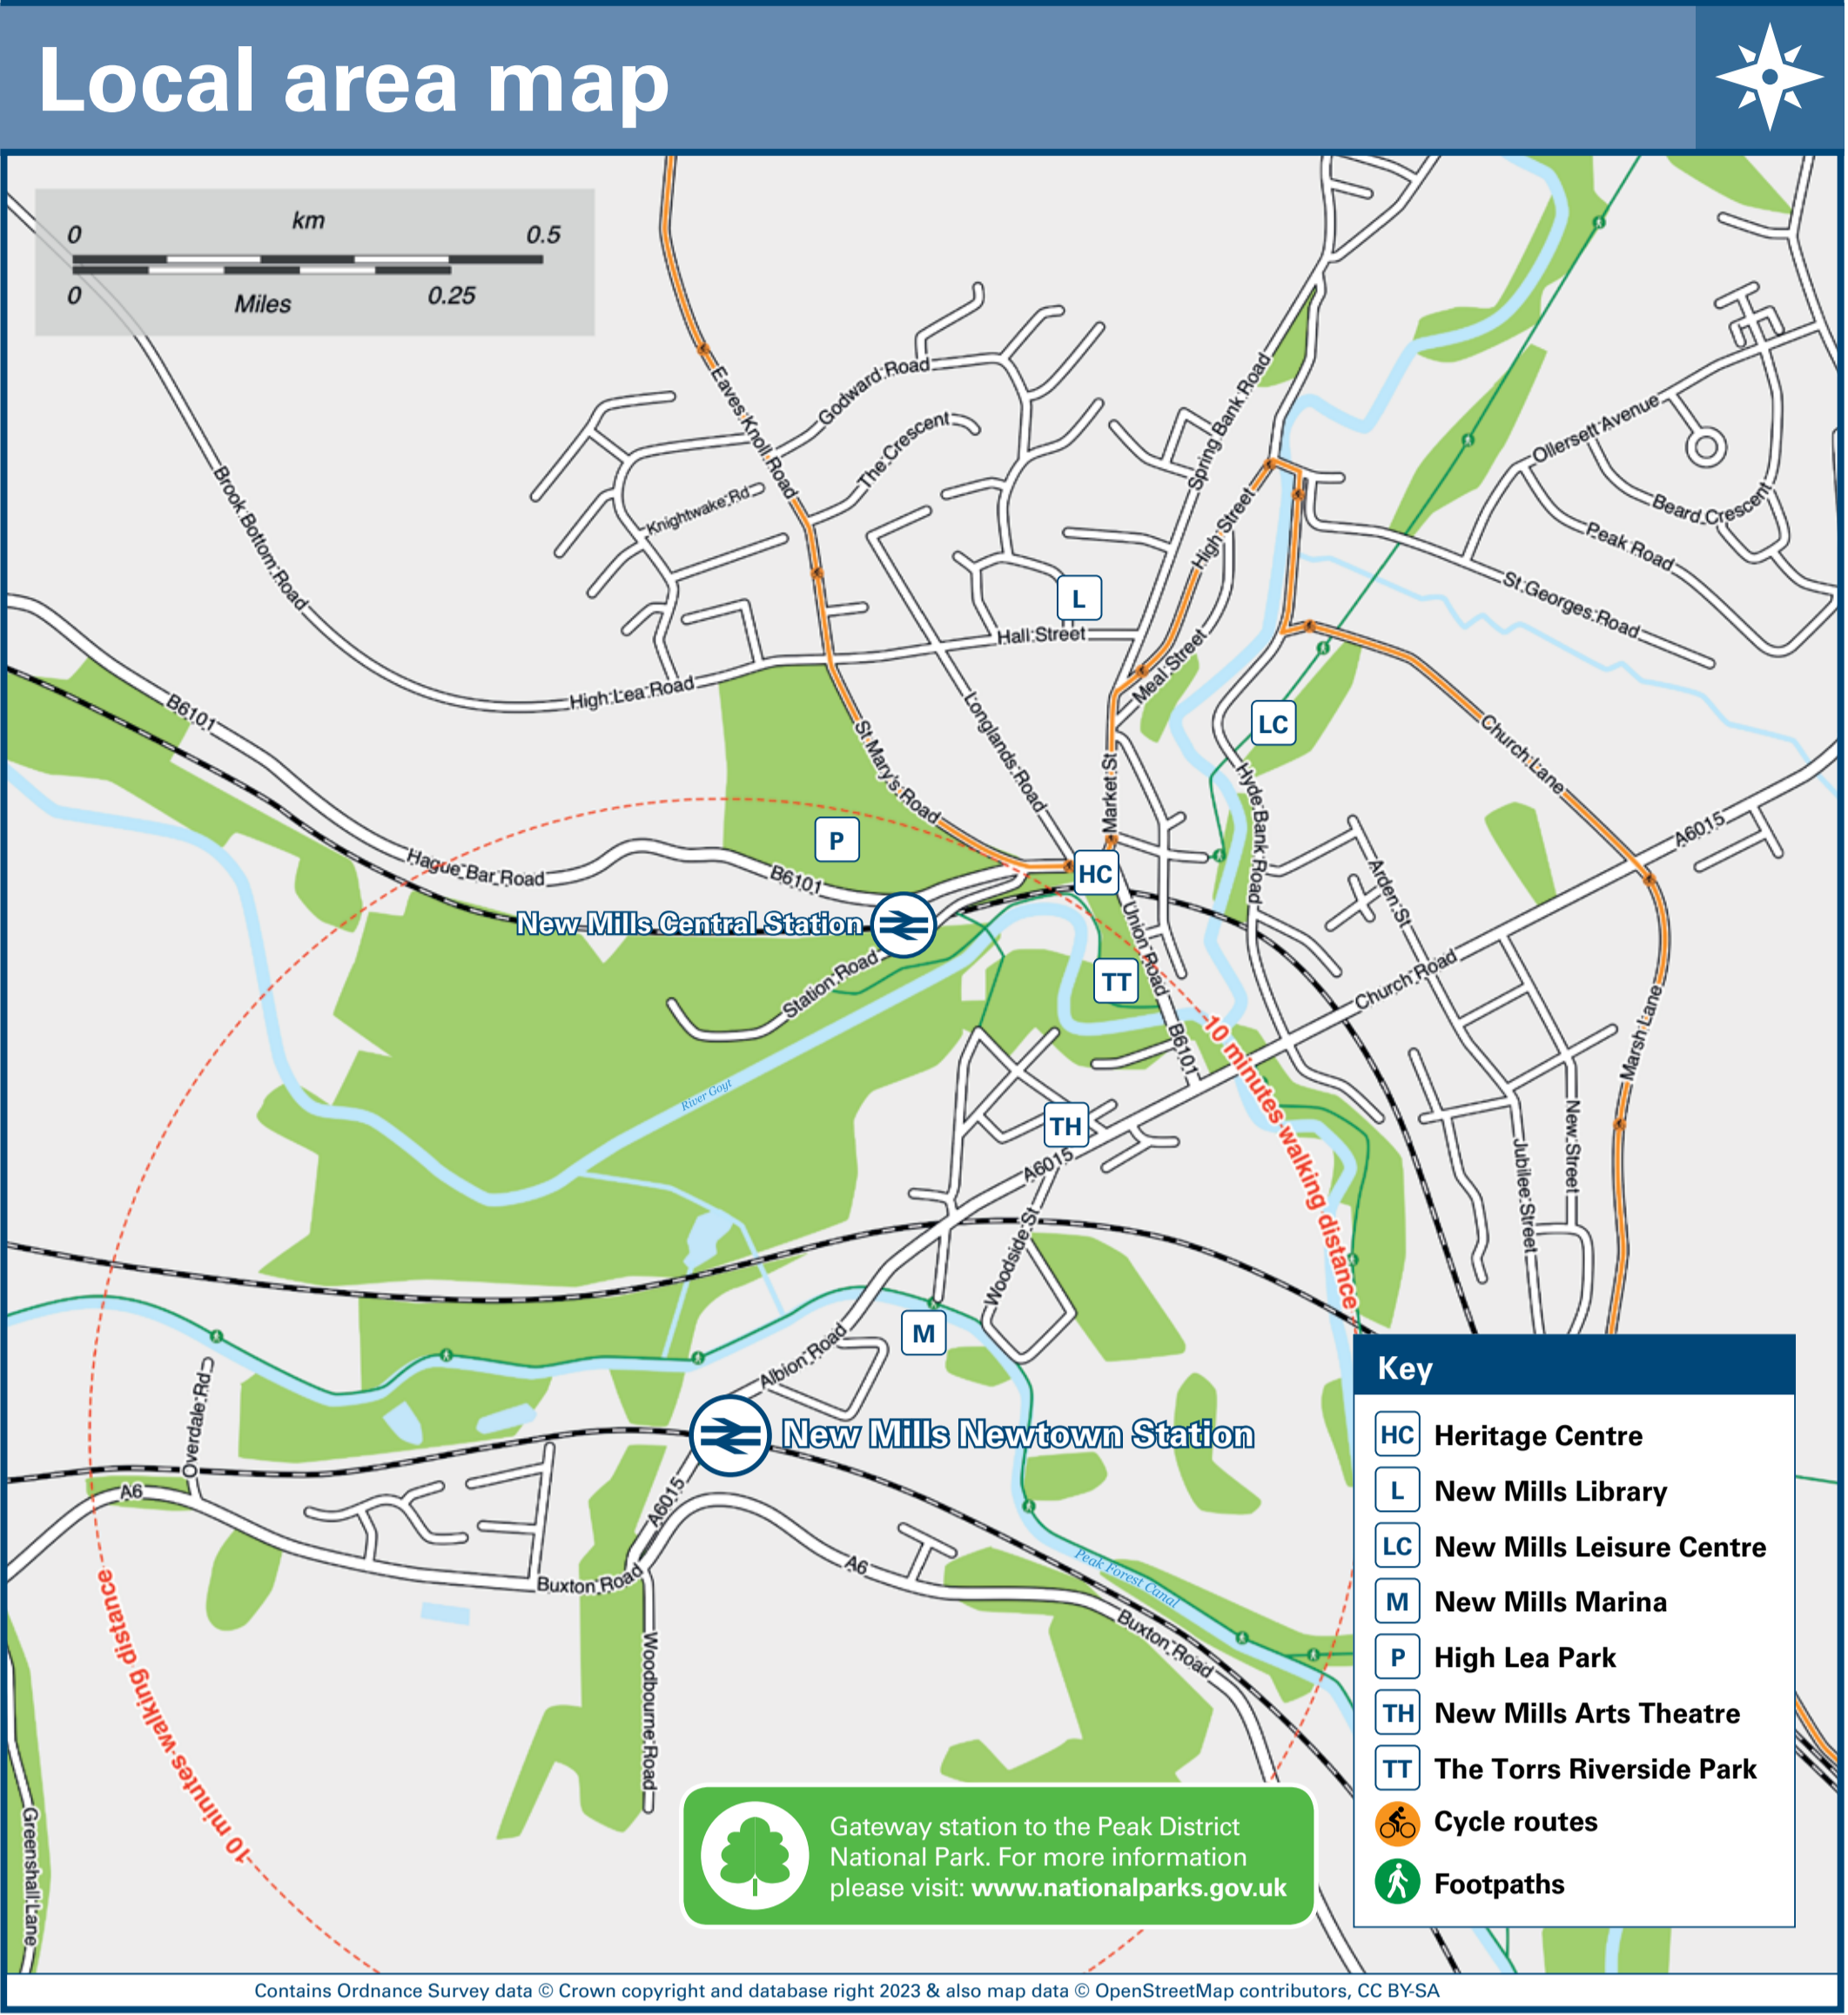 Local area map
km
0 0.5
0 0.25
Miles
Eaves Knoll Road
Godward Road
The Crescent
Knightwake Rd
Spring Bank Road
High Street
Ollersett Avenue
Beard Crescent
Peak Road
St Georges Road
Brook Bottom Road
L
Hall Street
Meal Street
High Lea Road
B6101
LC
Longlands Road
St Mary's Road
Market St
Church Lane
Hyde Bank Road
A6015
P
Hague Bar Road
B6101
HC
Arden St
New Mills Central Station
Union Road
Station Road
TT
Church Road
Marsh Lane
B6101
10 minutes walking distance
River Goyt
TH
New Street
Jubilee Street
A6015
Woodside St
M
Albion Road
Overdale Rd
New Mills Newtown Station
A6
A6015
Buxton Road
A6
Peak Forest Canal
Buxton Road
Woodbourne Road
10 minutes walking distance
Greenshall Lane
Key
HC Heritage Centre
L New Mills Library
LC New Mills Leisure Centre
M New Mills Marina
P High Lea Park
TH New Mills Arts Theatre
TT The Torrs Riverside Park
Cycle routes
Footpaths
Gateway station to the Peak District
National Park. For more information
please visit: www.nationalparks.gov.uk
Contains Ordnance Survey data © Crown copyright and database right 2023 & also map data © OpenStreetMap contributors, CC BY-SA